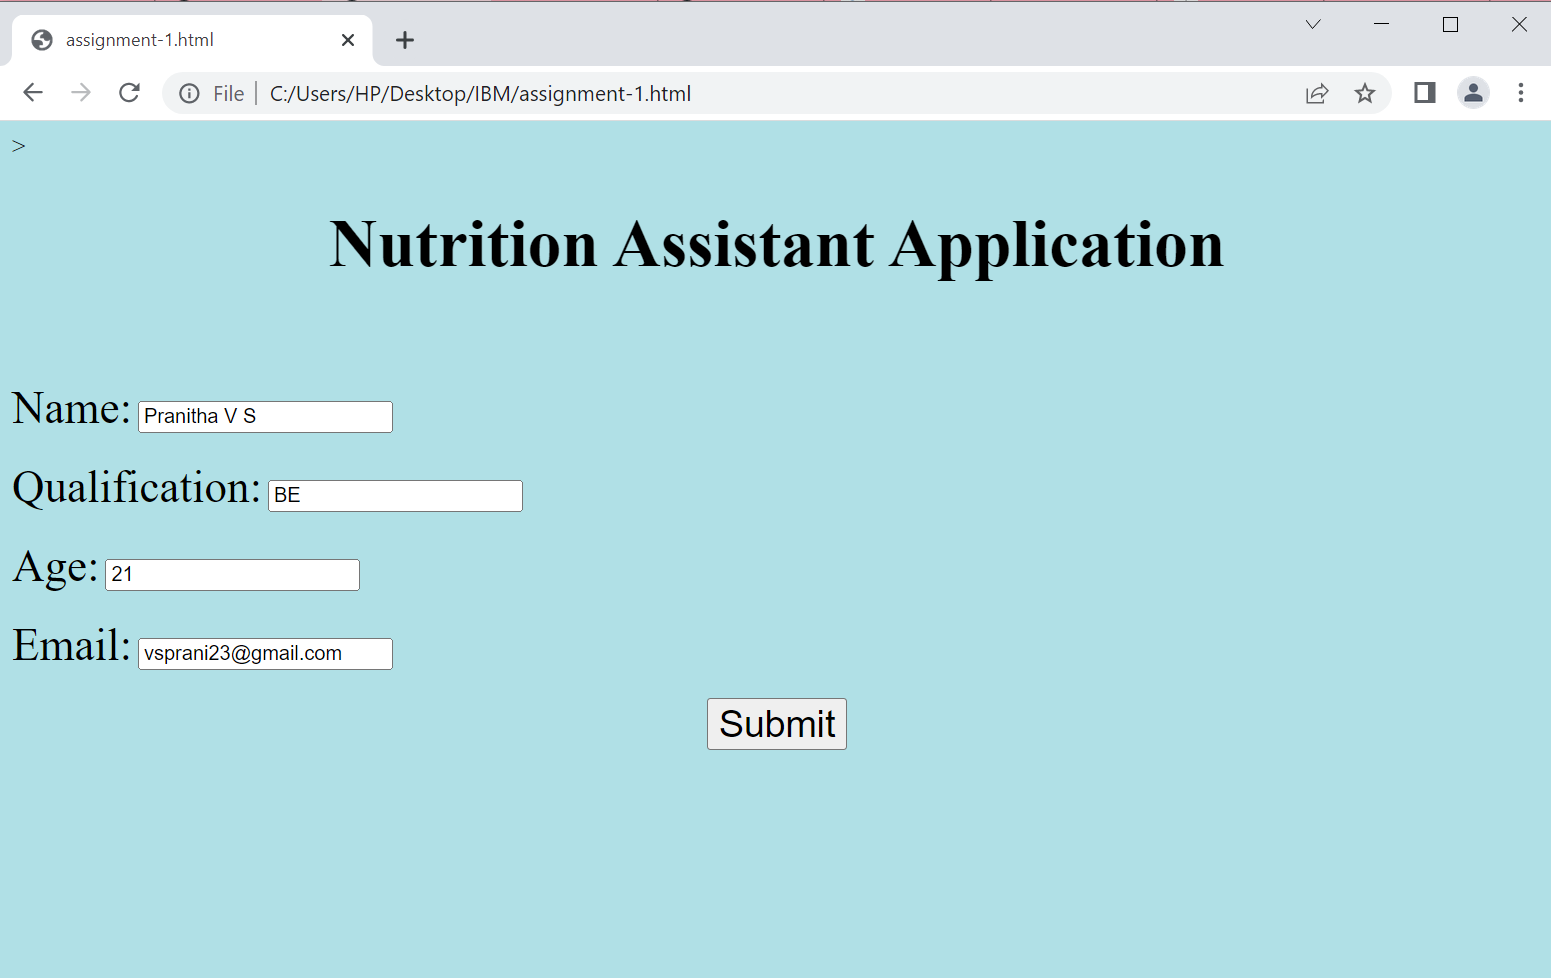 assignment-1.html
File C:/Users/HP/Desktop/IBM/assignment-1.html
>
Nutrition Assistant Application
Name: Pranitha V S
Qualification: BE
Age: 21
Email: vsprani23@gmail.com
Submit